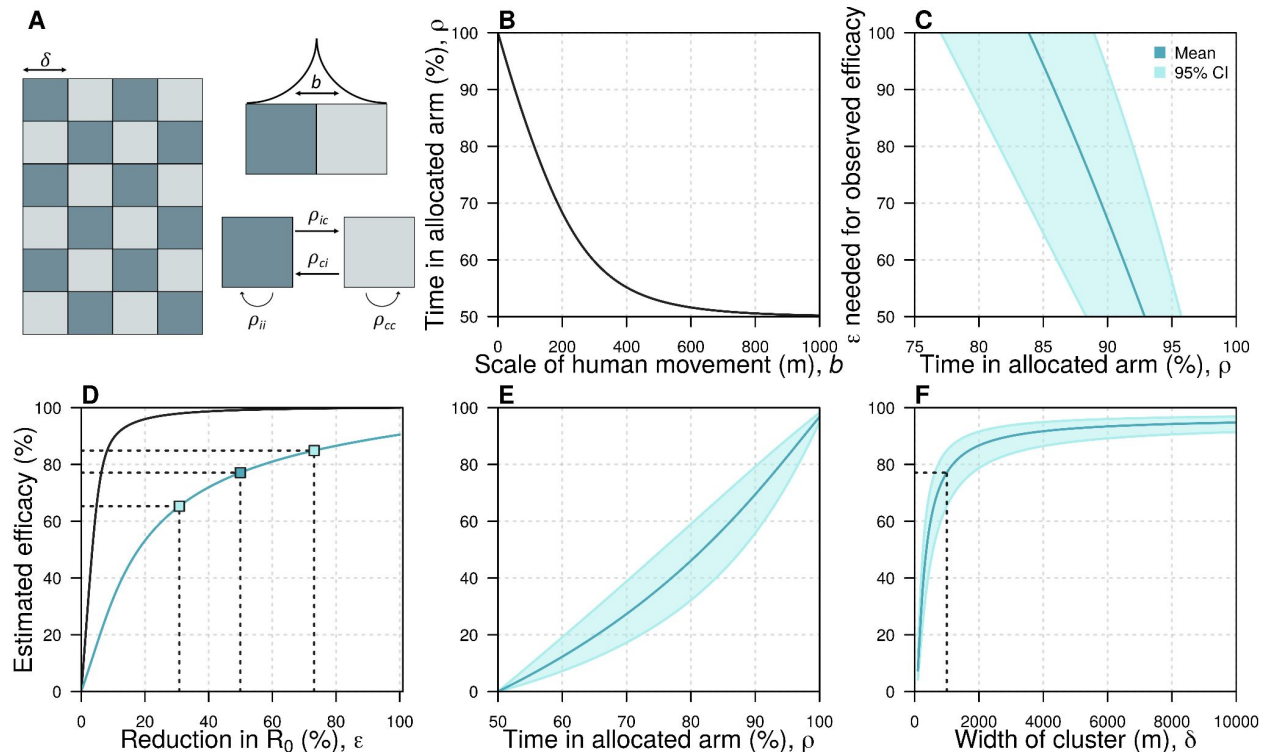 A
δ
b
ρic
ρci
ρii
ρcc
B
Time in allocated arm (%), ρ
100
90
80
70
60
50
0
200
400
600
800
1000
Scale of human movement (m), b
C
ε needed for observed efficacy
100
90
80
70
60
50
Mean
95% CI
75
80
85
90
95
100
Time in allocated arm (%), ρ
D
Estimated efficacy (%)
100
80
60
40
20
0
0
20
40
60
80
100
Reduction in R0 (%), ε
E
100
80
60
40
20
0
50
60
70
80
90
100
Time in allocated arm (%), ρ
F
100
80
60
40
20
0
0
2000
4000
6000
8000
10000
Width of cluster (m), δ